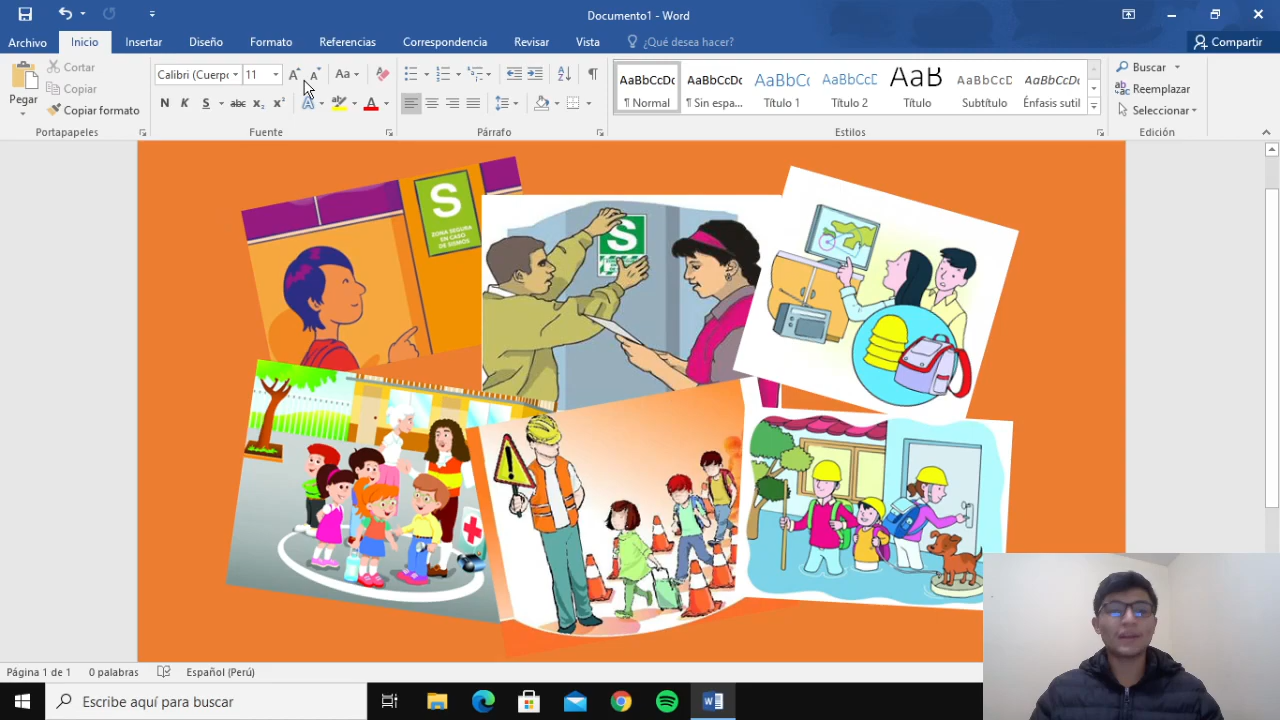 Documento1 - Word
Archivo Inicio Insertar Diseño Formato Referencias Correspondencia Revisar Vista ¿Qué desea hacer? Compartir
Pegar
Cortar
Copiar
Copiar formato
Portapapeles
Calibri (Cuerpo 11 A A Aa
N K S abc x₂ x² A ab A
Fuente
Párrafo
AaBbCcDc AaBbCcDc AaBbCc AaBbCcD AaB AaBbCcD AaBbCcDc
¶ Normal ¶ Sin espa... Título 1 Título 2 Título Subtítulo Énfasis sutil
Estilos
Buscar
Reemplazar
Seleccionar
Edición
S
ZONA SEGURA
EN CASO
DE SISMOS
S
Página 1 de 1 0 palabras Español (Perú)
Escribe aquí para buscar